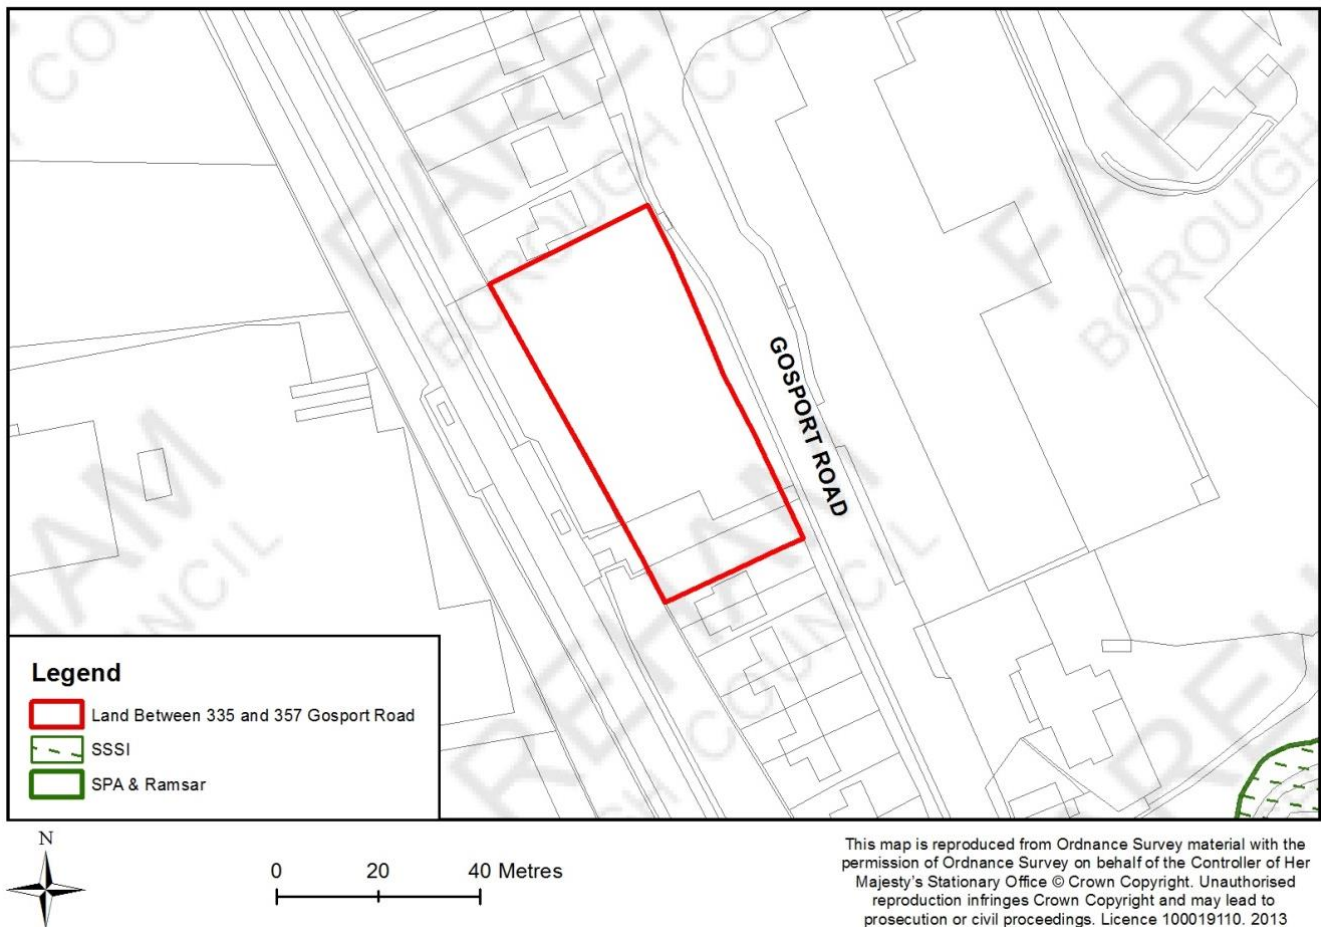 FAREHAM
BOROUGH COUNCIL
GOSPORT ROAD
Legend
Land Between 335 and 357 Gosport Road
SSSI
SPA & Ramsar
N
0 20 40 Metres
This map is reproduced from Ordnance Survey material with the
permission of Ordnance Survey on behalf of the Controller of Her
Majesty's Stationary Office © Crown Copyright. Unauthorised
reproduction infringes Crown Copyright and may lead to
prosecution or civil proceedings. Licence 100019110. 2013